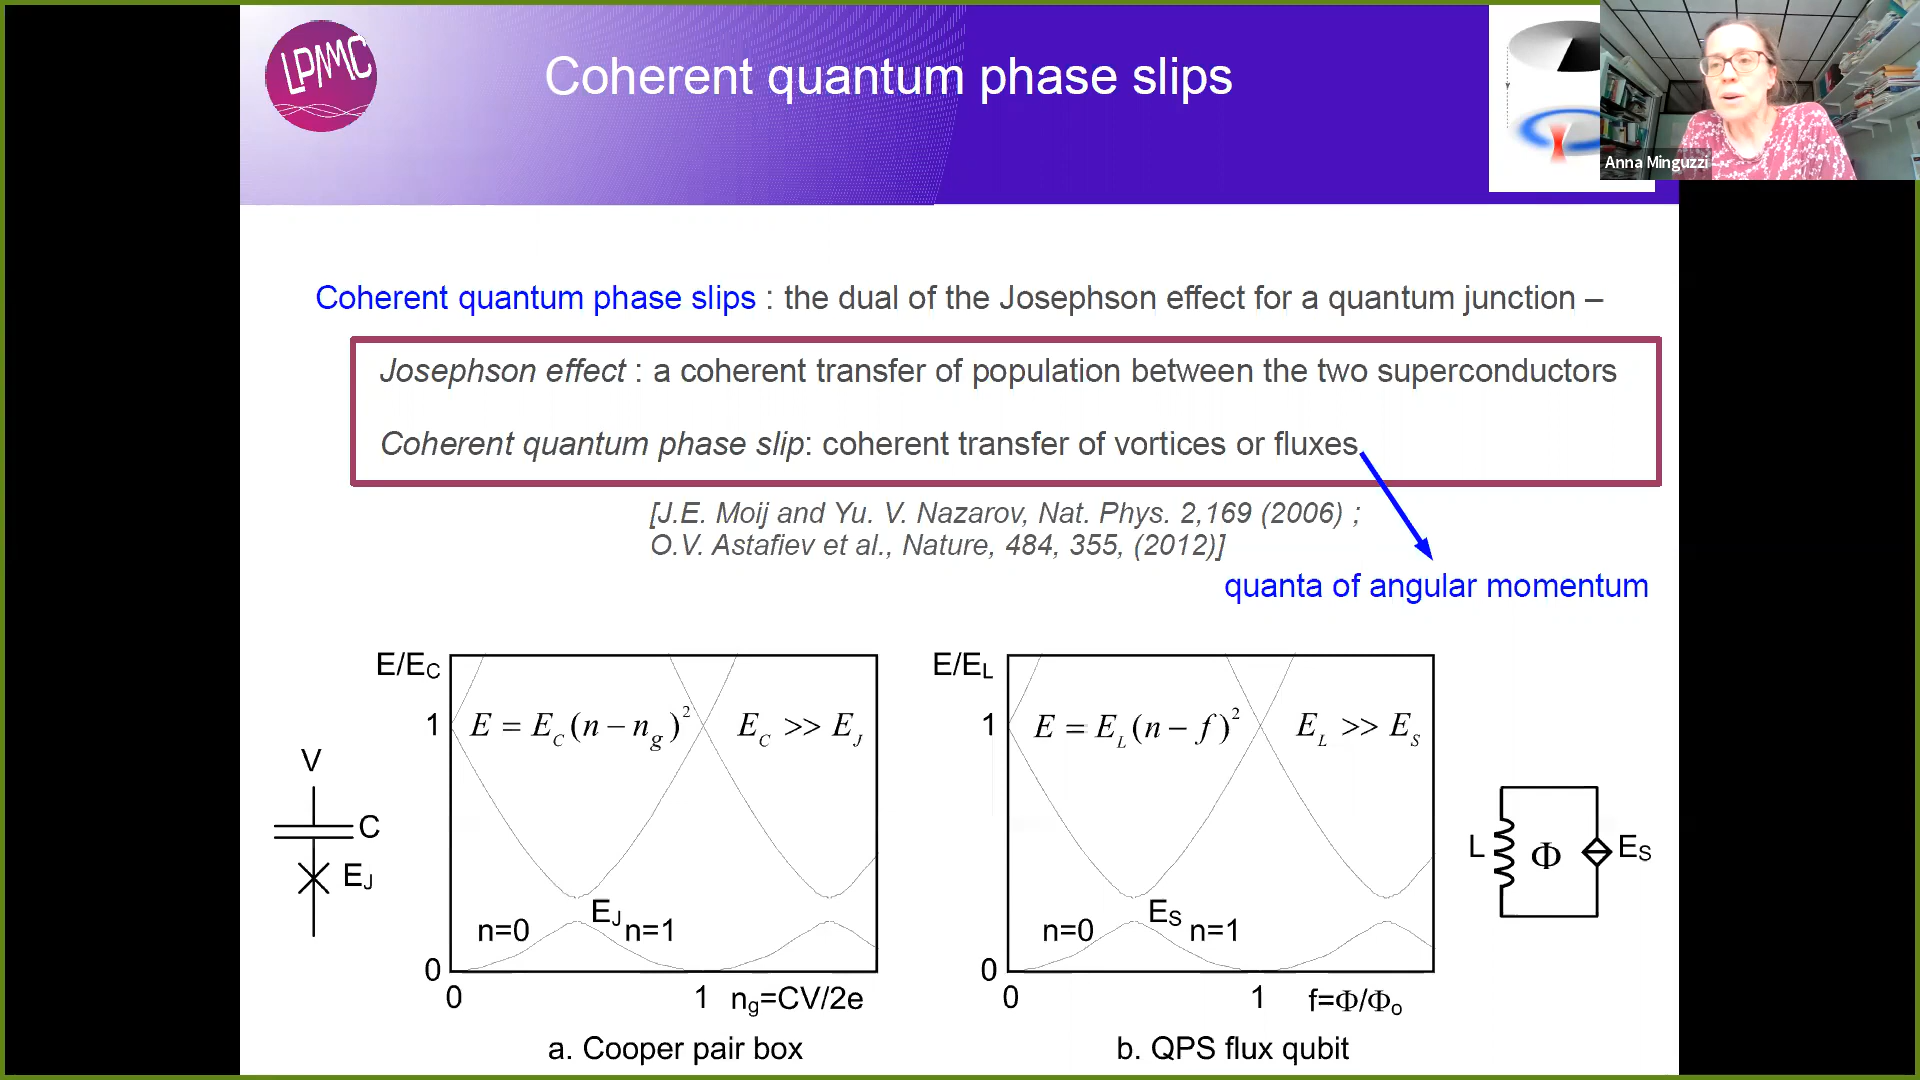 LPMMC
Coherent quantum phase slips
Anna Minguzzi
Coherent quantum phase slips : the dual of the Josephson effect for a quantum junction –
Josephson effect : a coherent transfer of population between the two superconductors
Coherent quantum phase slip: coherent transfer of vortices or fluxes
[J.E. Moij and Yu. V. Nazarov, Nat. Phys. 2,169 (2006) ;
O.V. Astafiev et al., Nature, 484, 355, (2012)]
quanta of angular momentum
E/E_C
1
E = E_C (n − n_g)^2
E_C >> E_J
V
C
E_J
E_J
n=0
n=1
0
0
1
n_g=CV/2e
a. Cooper pair box
E/E_L
1
E = E_L (n − f)^2
E_L >> E_S
L
Φ
E_S
E_S
n=0
n=1
0
0
1
f=Φ/Φ_o
b. QPS flux qubit